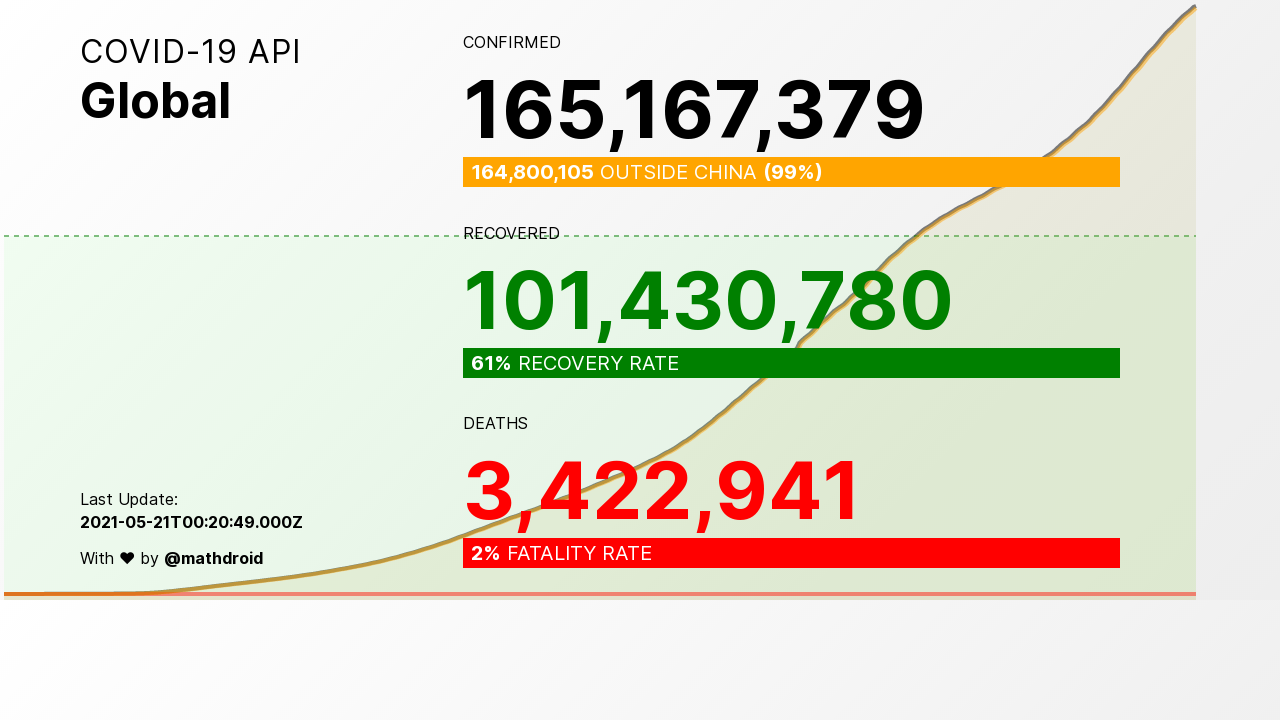 COVID-19 API
Global
CONFIRMED
165,167,379
164,800,105 OUTSIDE CHINA (99%)
RECOVERED
101,430,780
61% RECOVERY RATE
DEATHS
3,422,941
2% FATALITY RATE
Last Update:
2021-05-21T00:20:49.000Z
With ♥ by @mathdroid